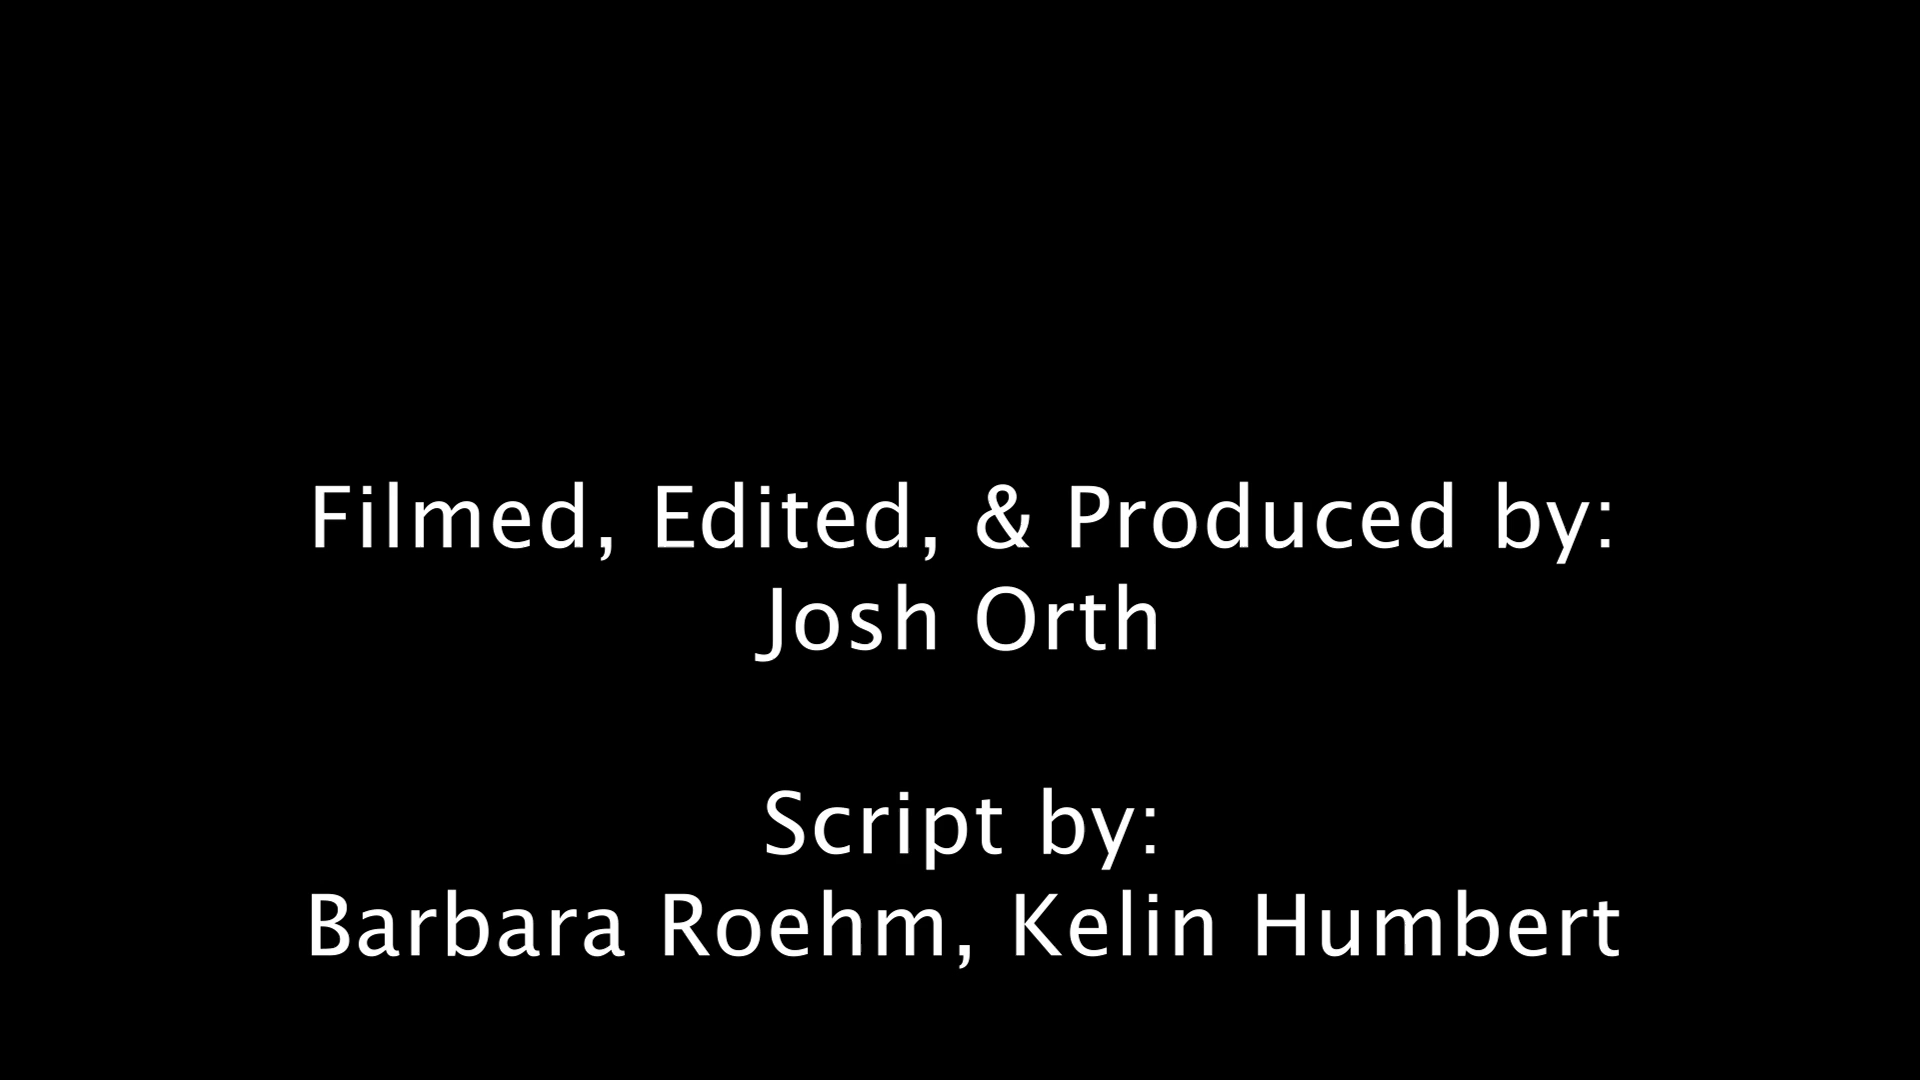 Filmed, Edited, & Produced by:
Josh Orth
Script by:
Barbara Roehm, Kelin Humbert